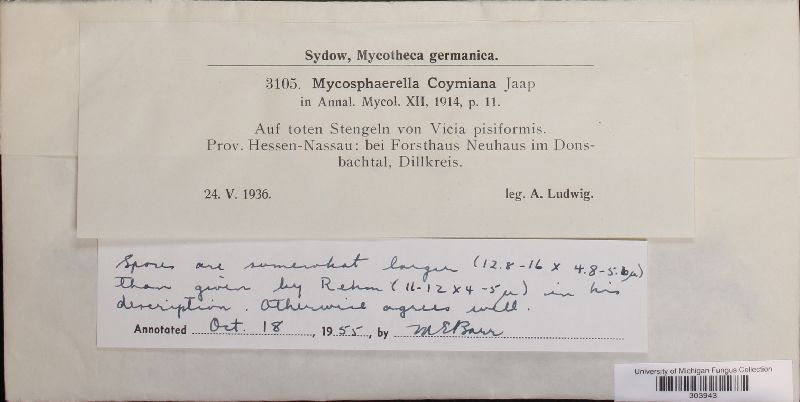 Sydow, Mycotheca germanica.
3105. Mycosphaerella Coymiana Jaap
in Annal. Mycol. XII, 1914, p. 11.
Auf toten Stengeln von Vicia pisiformis.
Prov. Hessen-Nassau: bei Forsthaus Neuhaus im Dons-
bachtal, Dillkreis.
24. V. 1936. leg. A. Ludwig.
Spores are somewhat larger (12.8-16 x 4.8-5.6µ)
than given by Rehm (11-12 x 4-5µ) in his
description. Otherwise agrees well.
Annotated Oct. 18, 1955, by MEBarr
University of Michigan Fungus Collection
303943